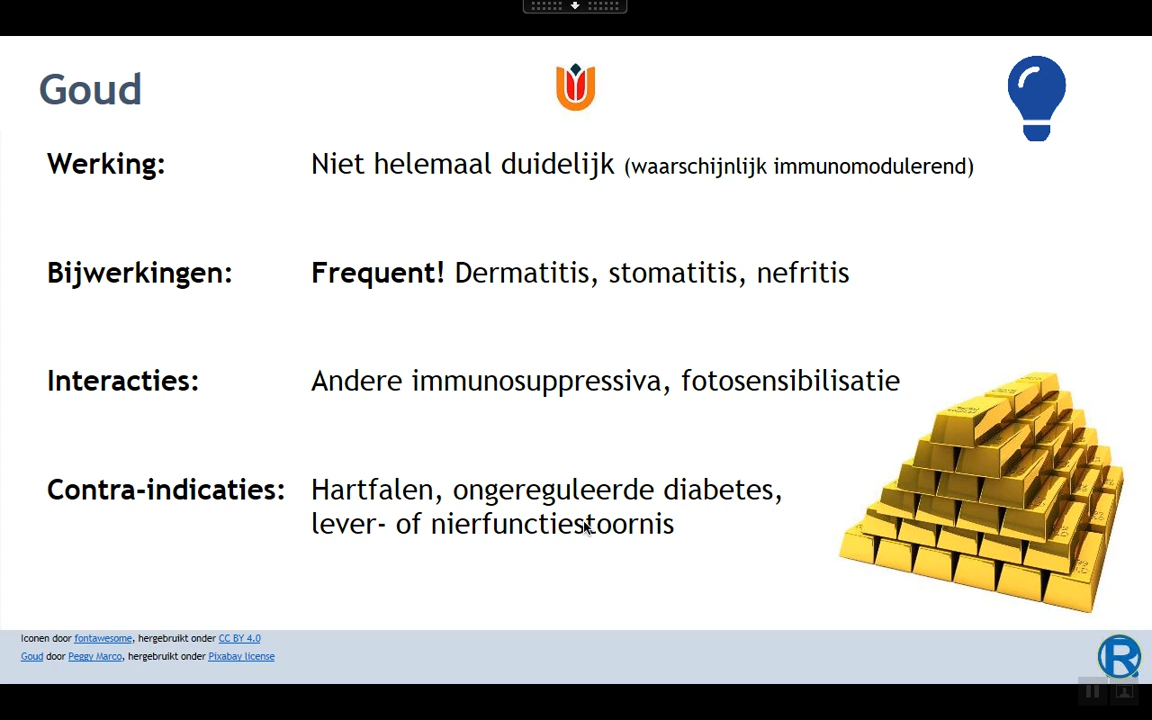 Goud
Werking: Niet helemaal duidelijk (waarschijnlijk immunomodulerend)
Bijwerkingen: Frequent! Dermatitis, stomatitis, nefritis
Interacties: Andere immunosuppressiva, fotosensibilisatie
Contra-indicaties: Hartfalen, ongereguleerde diabetes,
lever- of nierfunctiestoornis
Iconen door fontawesome, hergebruikt onder CC BY 4.0
Goud door Peggy Marco, hergebruikt onder Pixabay license
R